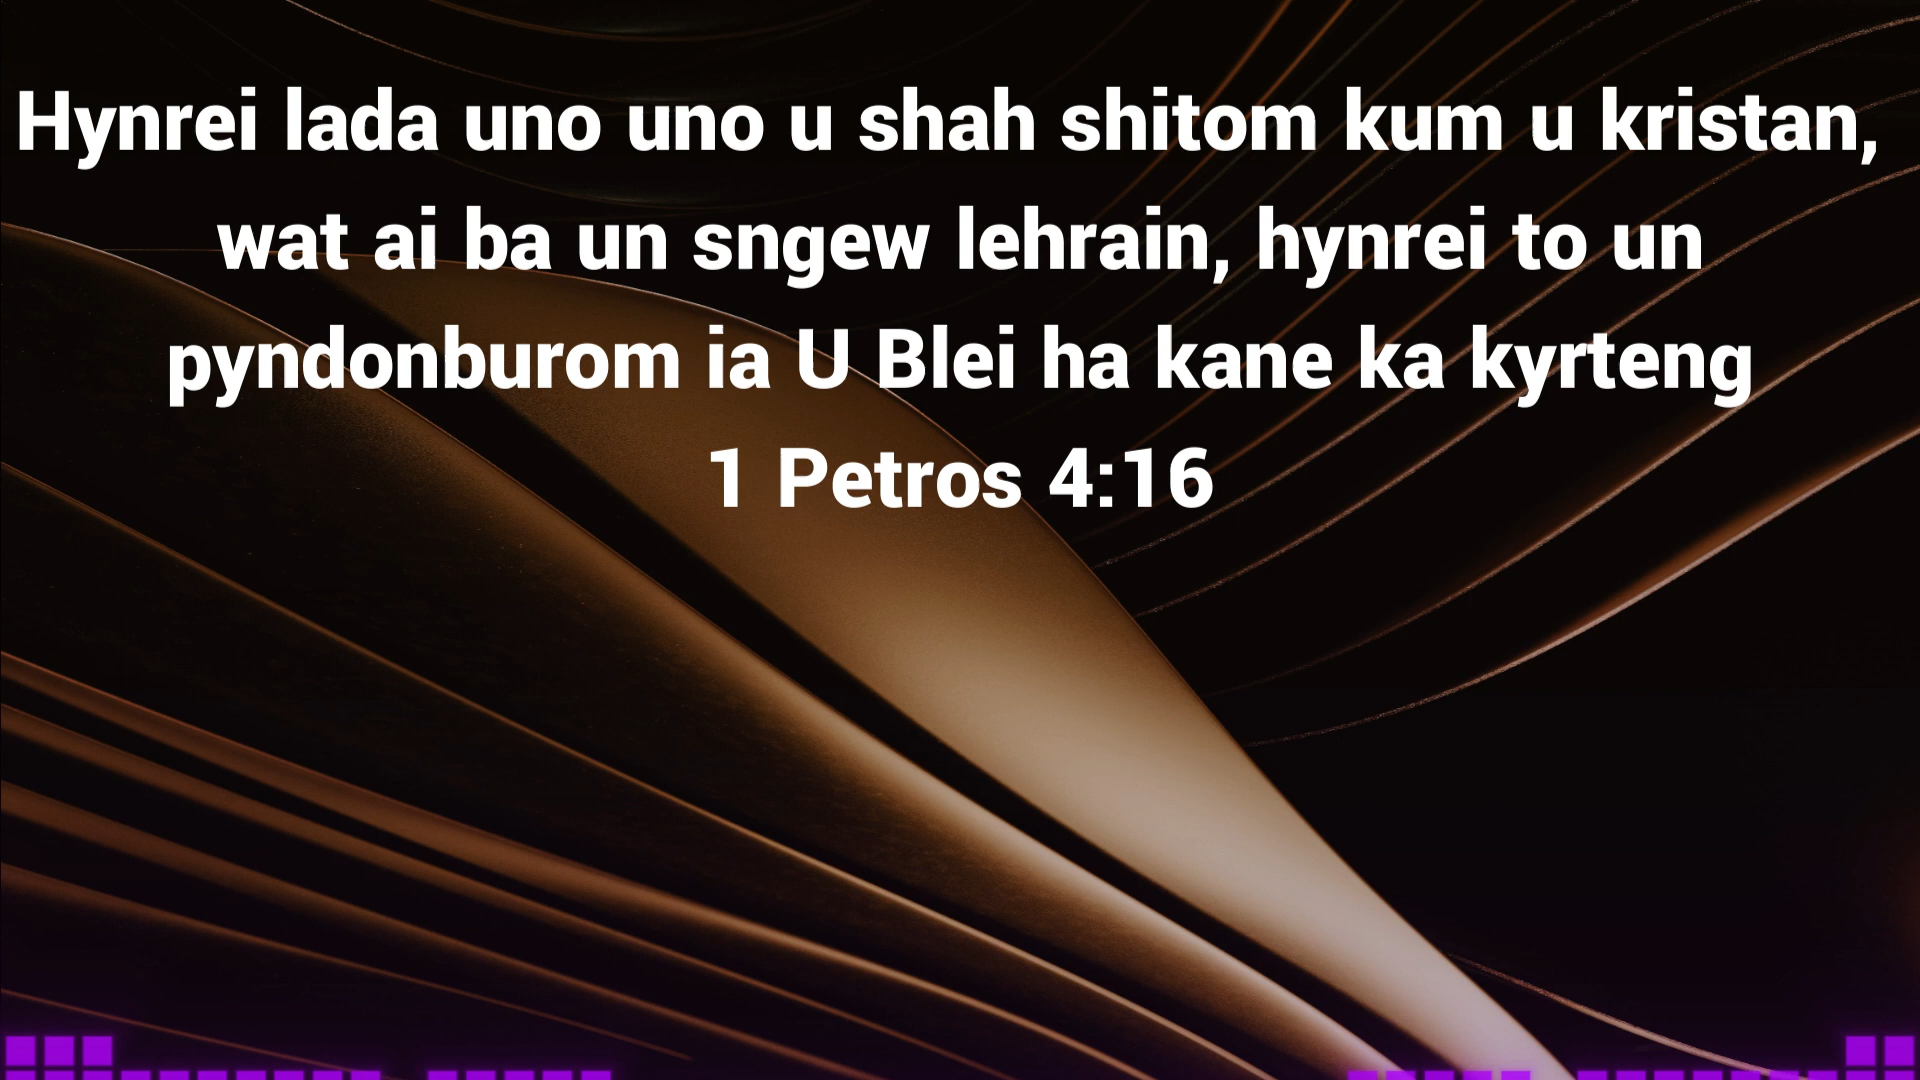 Hynrei lada uno uno u shah shitom kum u kristan,
wat ai ba un sngew lehrain, hynrei to un
pyndonburom ia U Blei ha kane ka kyrteng
1 Petros 4:16